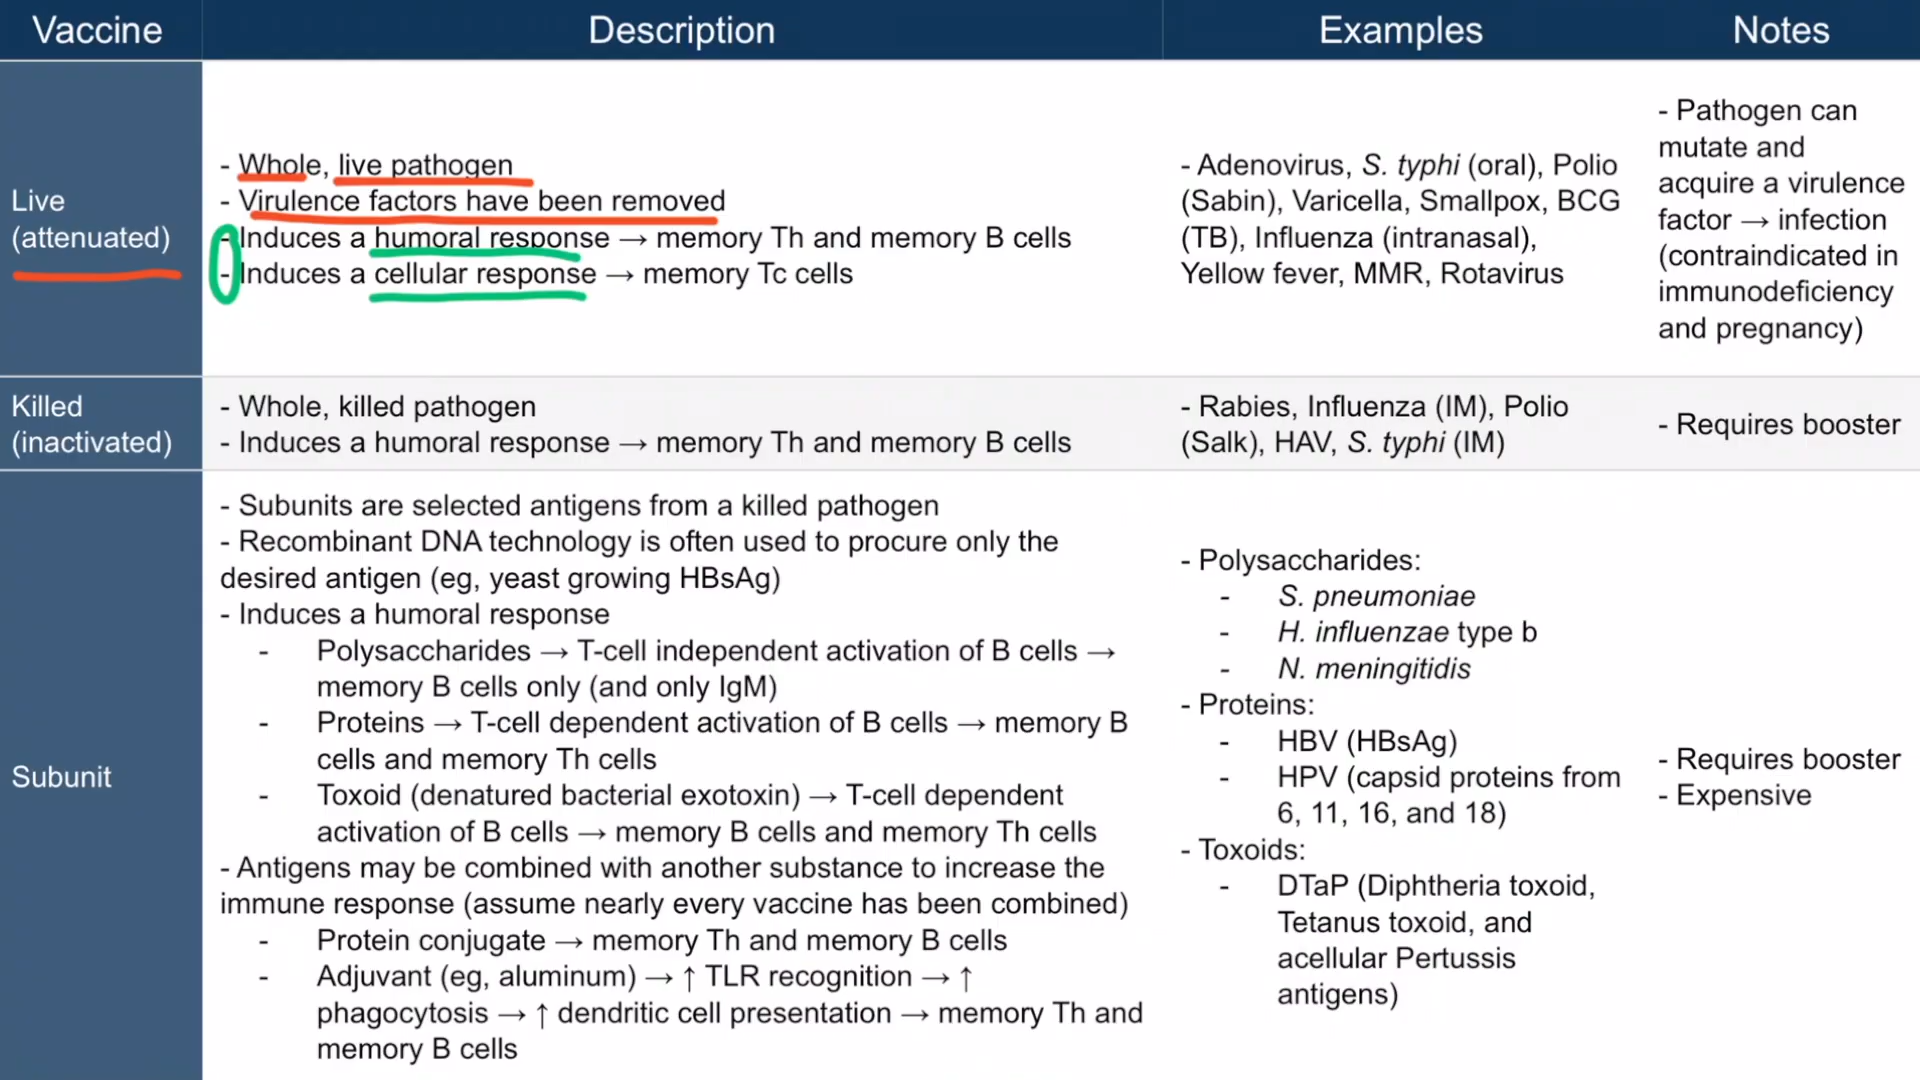 Vaccine
Description
Examples
Notes
Live
(attenuated)
- Whole, live pathogen
- Virulence factors have been removed
- Induces a humoral response → memory Th and memory B cells
- Induces a cellular response → memory Tc cells
- Adenovirus, S. typhi (oral), Polio
(Sabin), Varicella, Smallpox, BCG
(TB), Influenza (intranasal),
Yellow fever, MMR, Rotavirus
- Pathogen can
mutate and
acquire a virulence
factor → infection
(contraindicated in
immunodeficiency
and pregnancy)
Killed
(inactivated)
- Whole, killed pathogen
- Induces a humoral response → memory Th and memory B cells
- Rabies, Influenza (IM), Polio
(Salk), HAV, S. typhi (IM)
- Requires booster
Subunit
- Subunits are selected antigens from a killed pathogen
- Recombinant DNA technology is often used to procure only the
desired antigen (eg, yeast growing HBsAg)
- Induces a humoral response
- Polysaccharides → T-cell independent activation of B cells →
memory B cells only (and only IgM)
- Proteins → T-cell dependent activation of B cells → memory B
cells and memory Th cells
- Toxoid (denatured bacterial exotoxin) → T-cell dependent
activation of B cells → memory B cells and memory Th cells
- Antigens may be combined with another substance to increase the
immune response (assume nearly every vaccine has been combined)
- Protein conjugate → memory Th and memory B cells
- Adjuvant (eg, aluminum) → ↑ TLR recognition → ↑
phagocytosis → ↑ dendritic cell presentation → memory Th and
memory B cells
- Polysaccharides:
- S. pneumoniae
- H. influenzae type b
- N. meningitidis
- Proteins:
- HBV (HBsAg)
- HPV (capsid proteins from
6, 11, 16, and 18)
- Toxoids:
- DTaP (Diphtheria toxoid,
Tetanus toxoid, and
acellular Pertussis
antigens)
- Requires booster
- Expensive